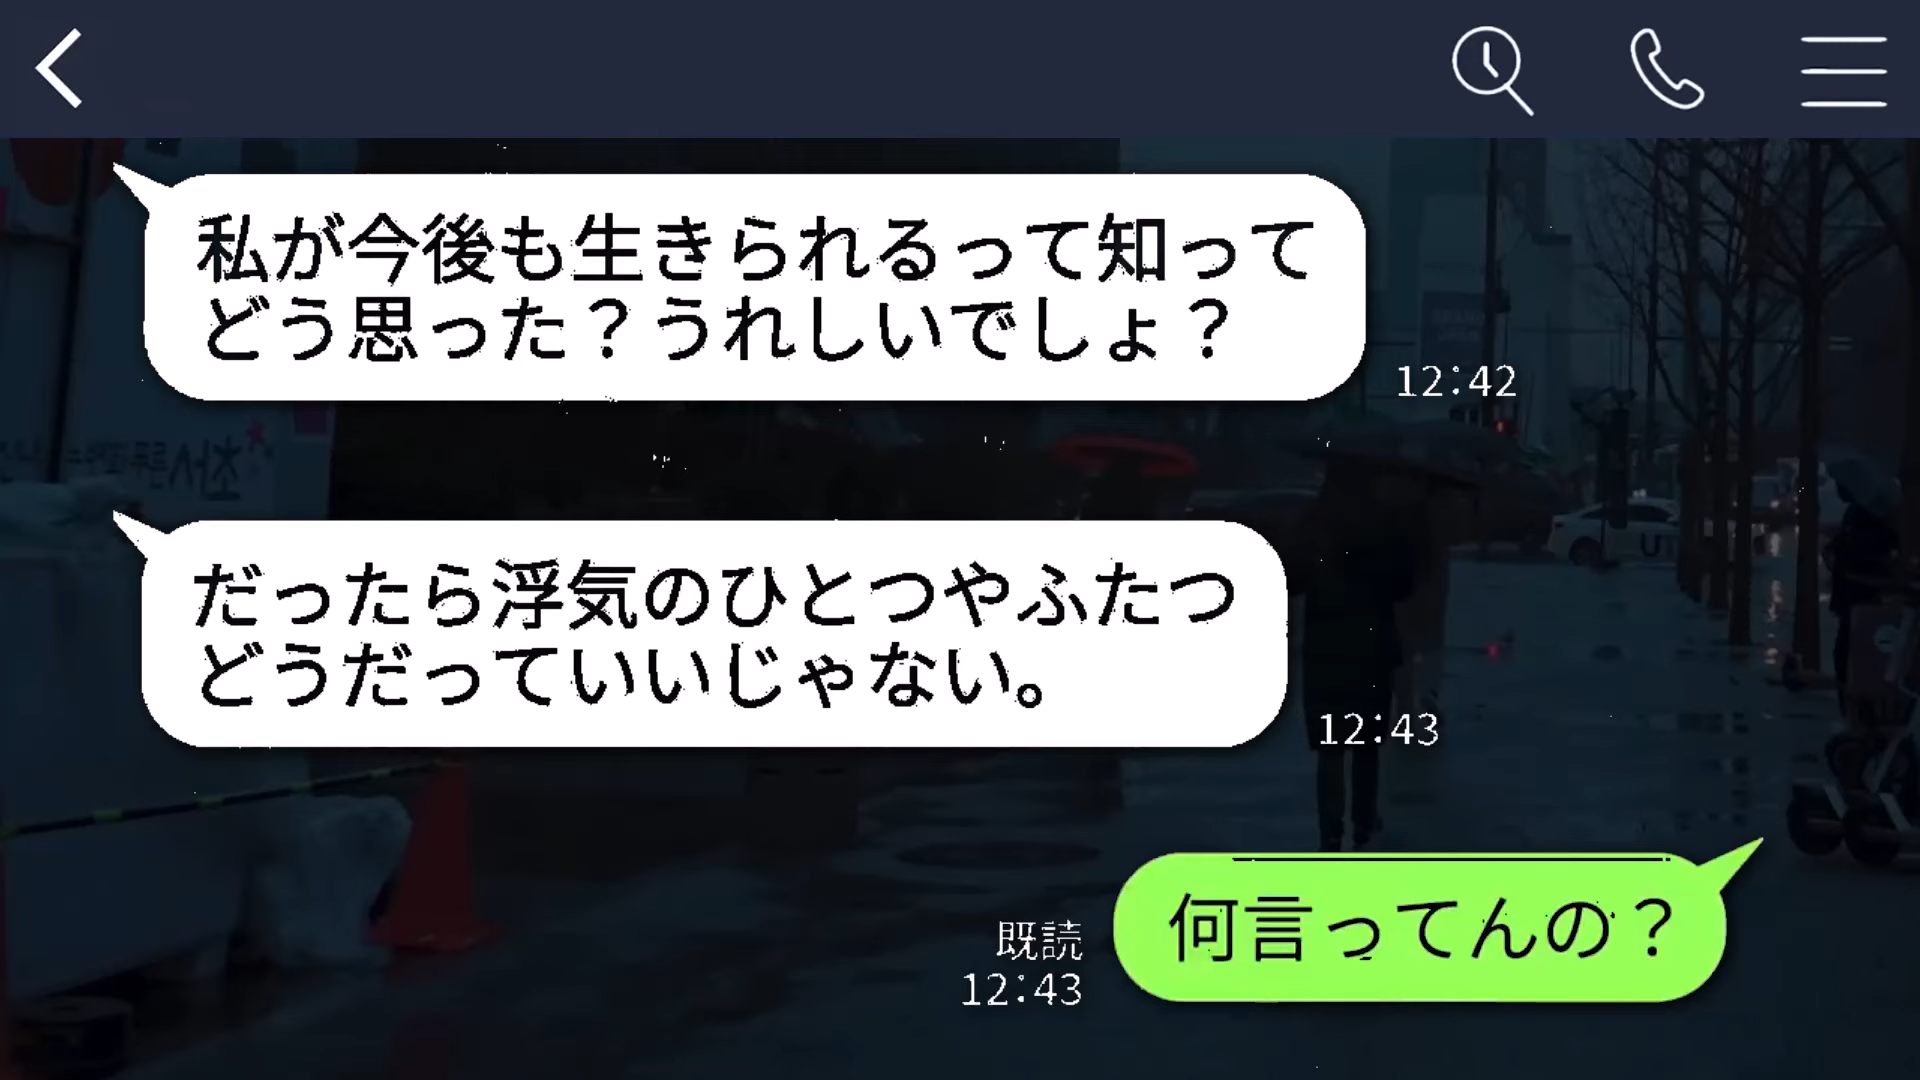 私が今後も生きられるって知って
どう思った？うれしいでしょ？
12:42
だったら浮気のひとつやふたつ
どうだっていいじゃない。
12:43
何言ってんの？
既読
12:43
서초